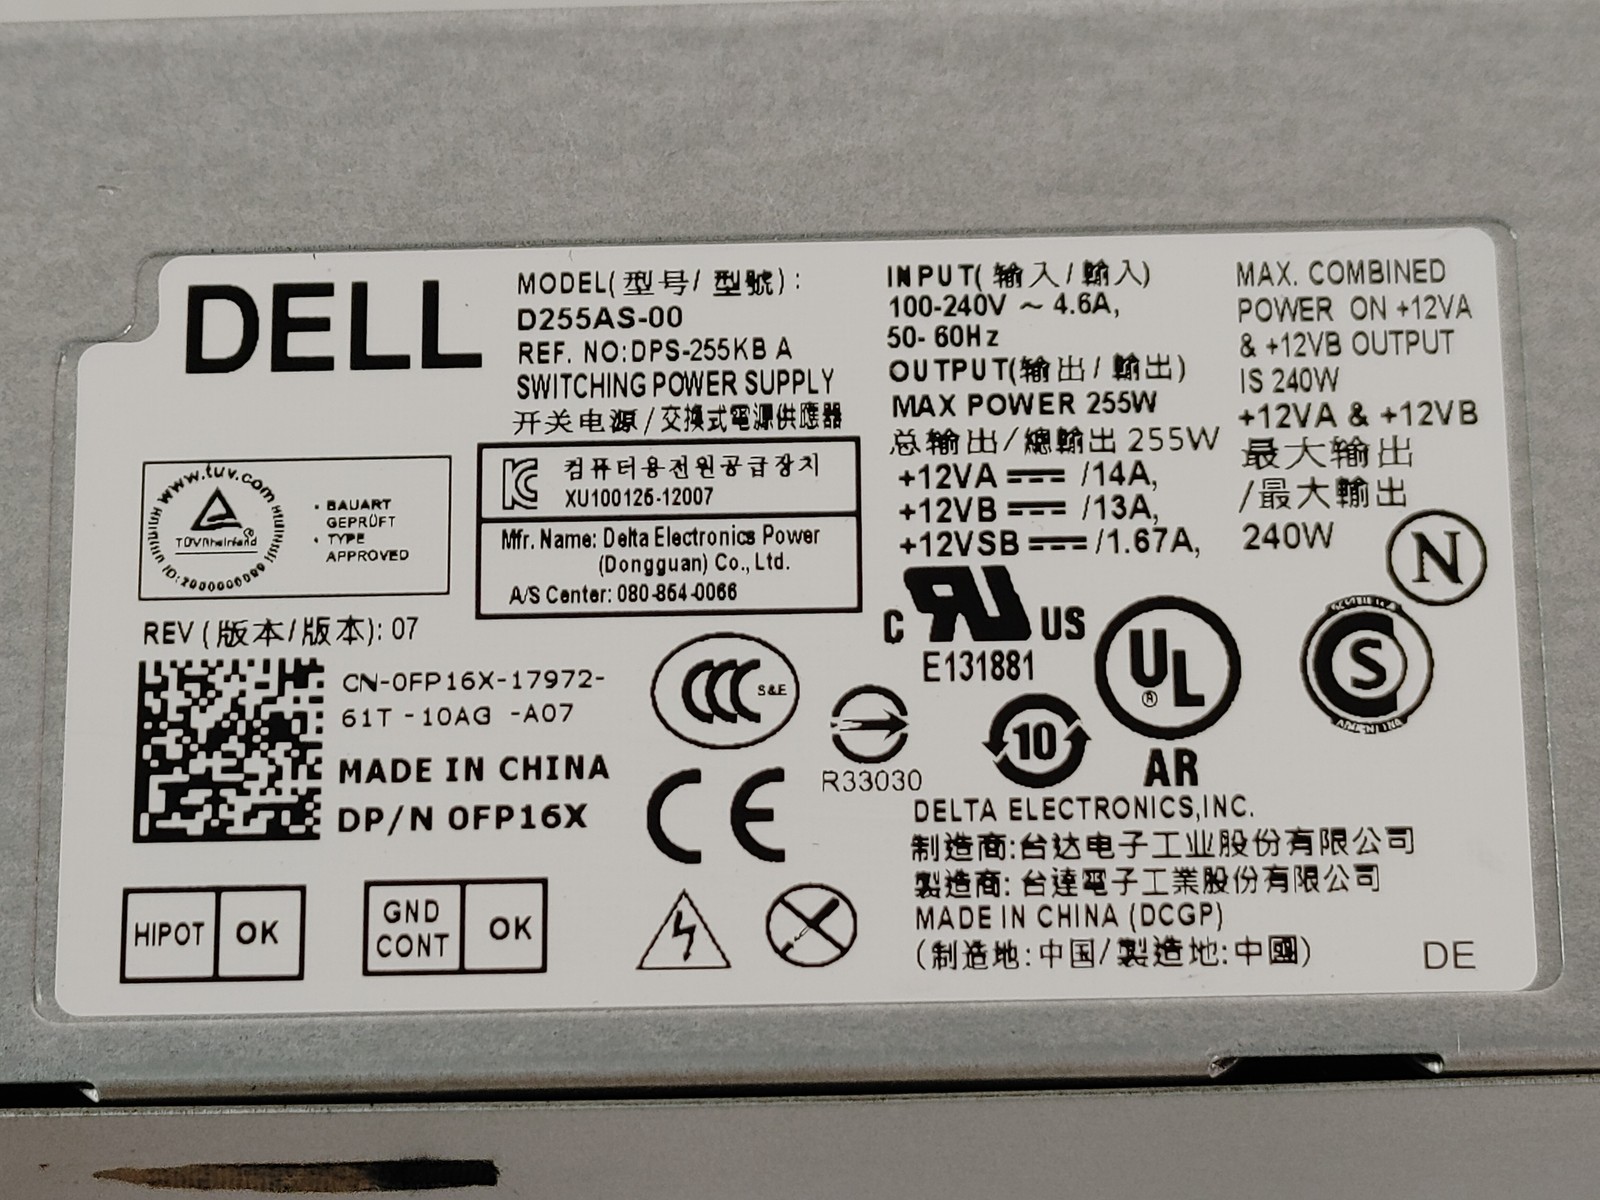 DELL
MODEL(型号/型號):
D255AS-00
REF. NO:DPS-255KB A
SWITCHING POWER SUPPLY
开关电源/交換式電源供應器
INPUT(输入/輸入)
100-240V ~ 4.6A,
50-60Hz
OUTPUT(输出/輸出)
MAX POWER 255W
总输出/總輸出 255W
+12VA ⎓ /14A,
+12VB ⎓ /13A,
+12VSB ⎓ /1.67A,
MAX. COMBINED
POWER ON +12VA
& +12VB OUTPUT
IS 240W
+12VA & +12VB
最大输出
/最大輸出
240W
www.tuv.com
TÜVRheinland®
ID:2000000099
· BAUART
GEPRÜFT
· TYPE
APPROVED
컴퓨터용전원공급장치
XU100126-12007
Mfr. Name: Delta Electronics Power
(Dongguan) Co., Ltd.
A/S Center: 080-864-0066
REV (版本/版本): 07
CN-0FP16X-17972-
61T -10AG -A07
MADE IN CHINA
DP/N 0FP16X
CCC S&E
CE
R33030
C RU US
E131881
10
UL ®
AR
N
S
ARGENTINA
DELTA ELECTRONICS,INC.
制造商:台达电子工业股份有限公司
製造商:台達電子工業股份有限公司
MADE IN CHINA (DCGP)
(制造地:中国/製造地:中國)
DE
HIPOT OK
GND
CONT OK